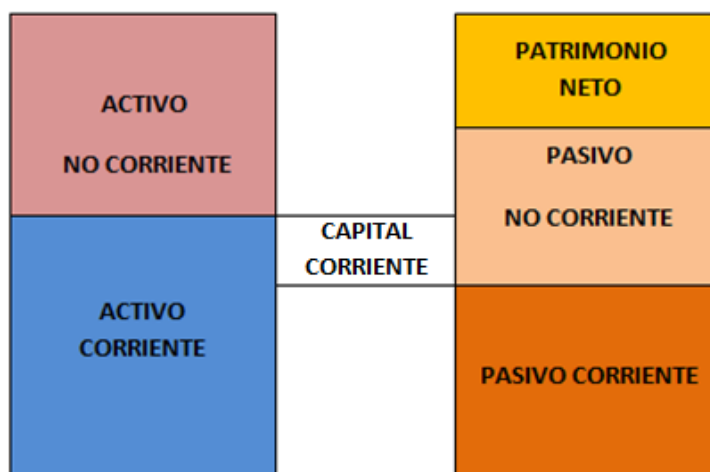 ACTIVO
NO CORRIENTE
ACTIVO
CORRIENTE
CAPITAL
CORRIENTE
PATRIMONIO
NETO
PASIVO
NO CORRIENTE
PASIVO CORRIENTE